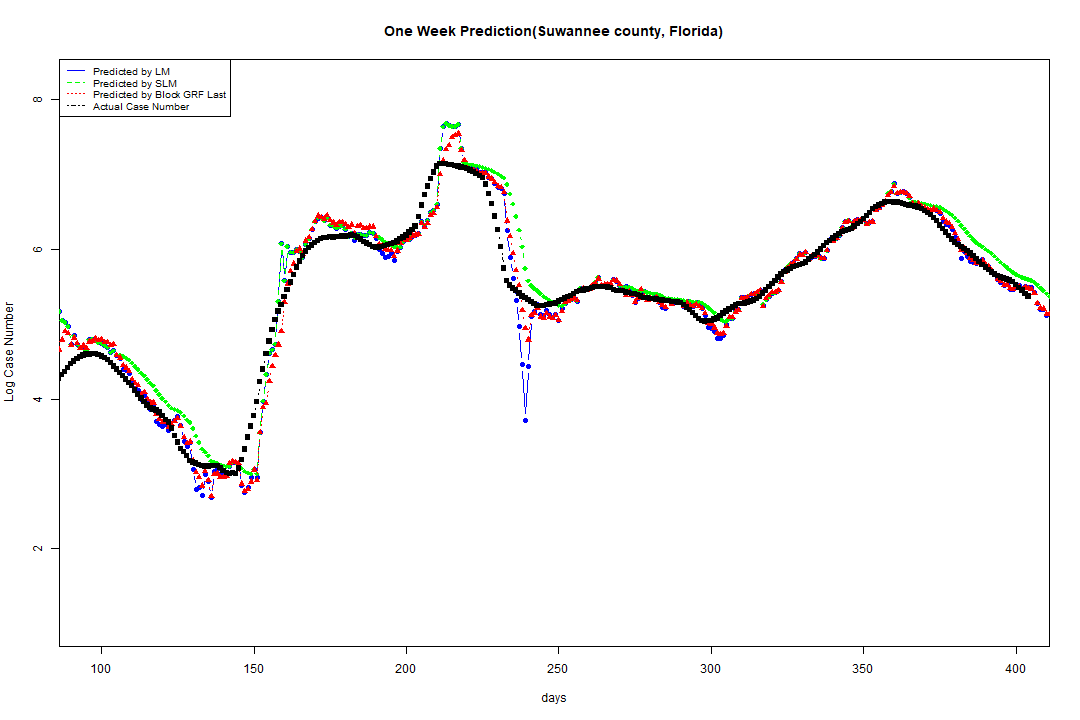 One Week Prediction(Suwannee county, Florida)
Predicted by LM
Predicted by SLM
Predicted by Block GRF Last
Actual Case Number
8
6
4
2
Log Case Number
100 150 200 250 300 350 400
days